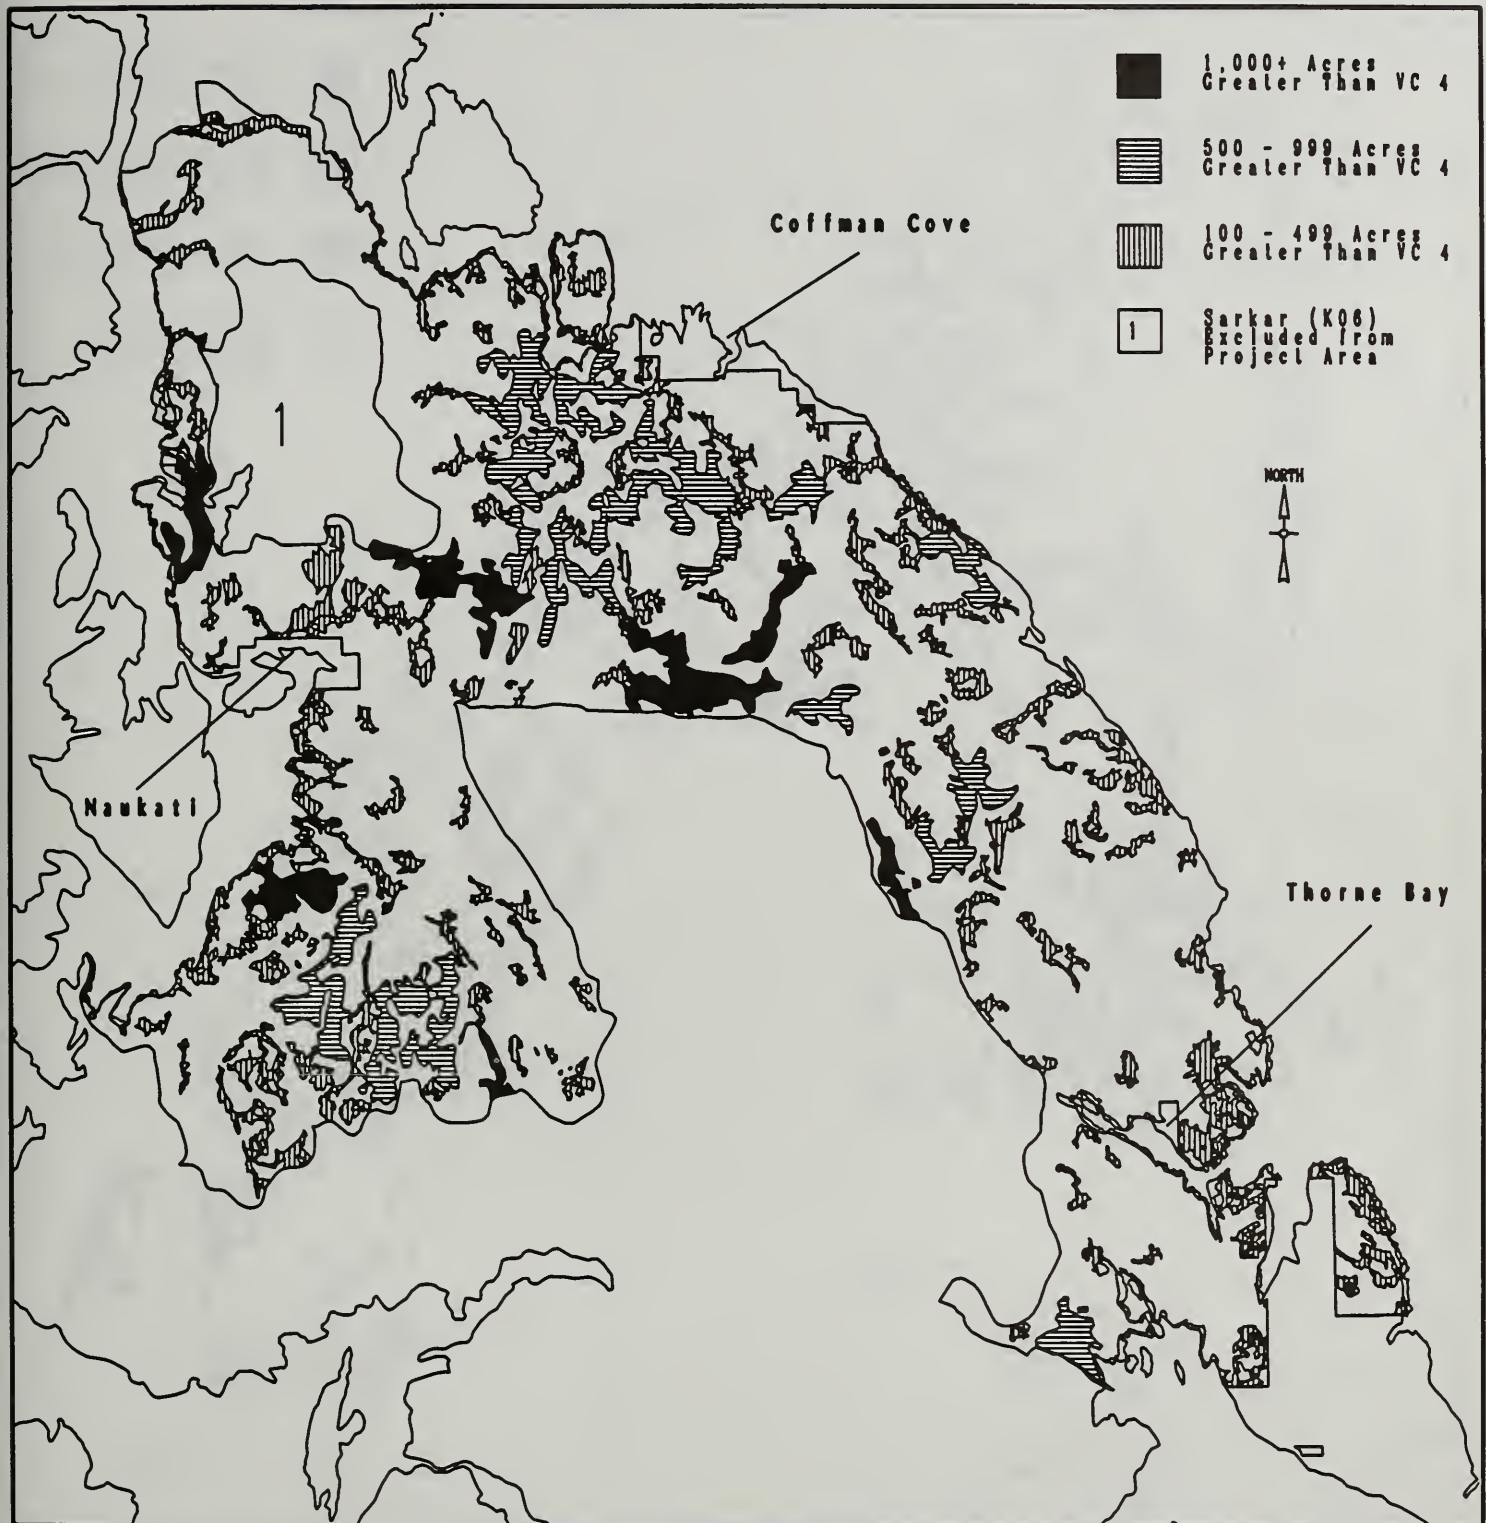 1,000+ Acres
Greater Than VC 4
500 - 999 Acres
Greater Than VC 4
100 - 499 Acres
Greater Than VC 4
1
Sarkar (K06)
Excluded from
Project Area
Coffman Cove
1
NORTH
Naukati
Thorne Bay